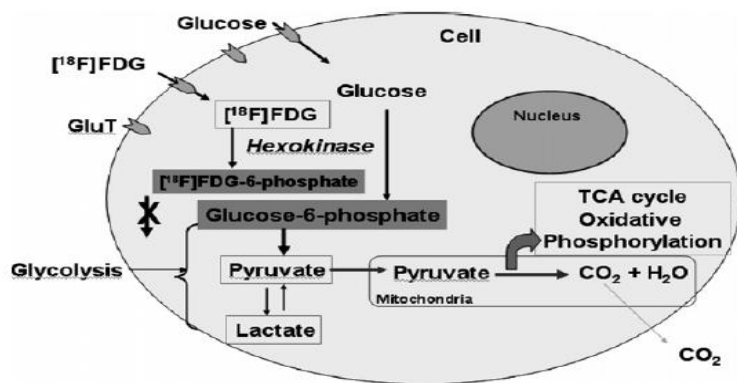 Glucose
Cell
[¹⁸F]FDG
Glucose
[¹⁸F]FDG
Nucleus
GluT
Hexokinase
[¹⁸F]FDG-6-phosphate
TCA cycle
X
Glucose-6-phosphate
Oxidative
Phosphorylation
Glycolysis
Pyruvate
Pyruvate
CO₂ + H₂O
Mitochondria
Lactate
CO₂